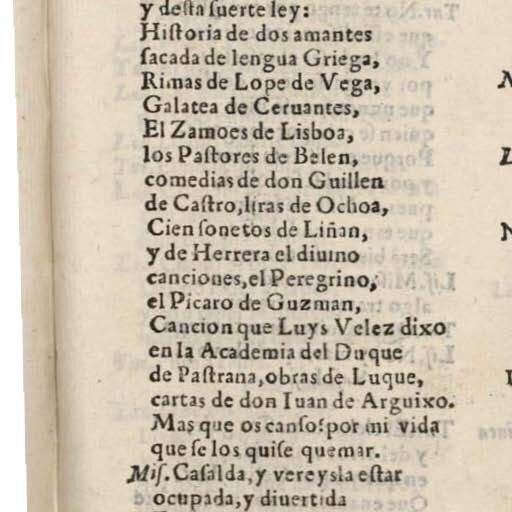 y desta suerte ley:
Historia de dos amantes
sacada de lengua Griega,
Rimas de Lope de Vega,
Galatea de Ceruantes,
El Zamoes de Lisboa,
los Pastores de Belen,
comedias de don Guillen
de Castro, liras de Ochoa,
Cien sonetos de Liñan,
y de Herrera el diuino
canciones, el Peregrino,
el Picaro de Guzman,
Cancion que Luys Velez dixo
en la Academia del Duque
de Pastrana, obras de Luque,
cartas de don Iuan de Arguixo.
Mas que os canso? por mi vida
que se los quise quemar.
Mis. Casalda, y vereysla estar
ocupada, y diuertida